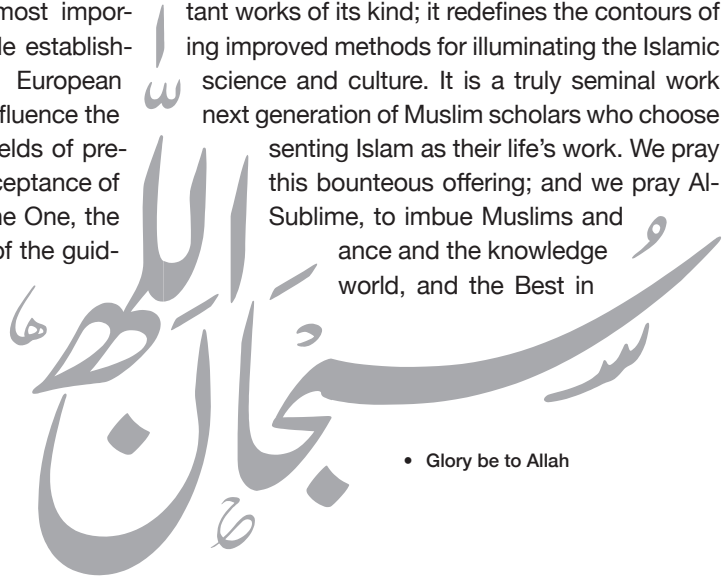 most impor- tant works of its kind; it redefines the contours of
establish- ing improved methods for illuminating the Islamic
European science and culture. It is a truly seminal work
fluence the next generation of Muslim scholars who choose
elds of pre- senting Islam as their life’s work. We pray
ceptance of this bounteous offering; and we pray Al-
One, the Sublime, to imbue Muslims and
of the guid- ance and the knowledge
world, and the Best in
سبحان الله
• Glory be to Allah